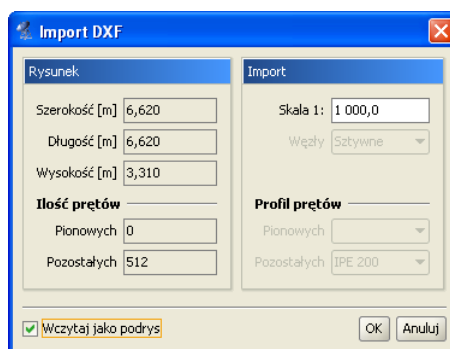 Import DXF
Rysunek
Szerokość [m] 6,620
Długość [m] 6,620
Wysokość [m] 3,310
Ilość prętów
Pionowych 0
Pozostałych 512
Import
Skala 1: 1 000,0
Węzły Sztywne
Profil prętów
Pionowych
Pozostałych IPE 200
Wczytaj jako podrys
OK Anuluj